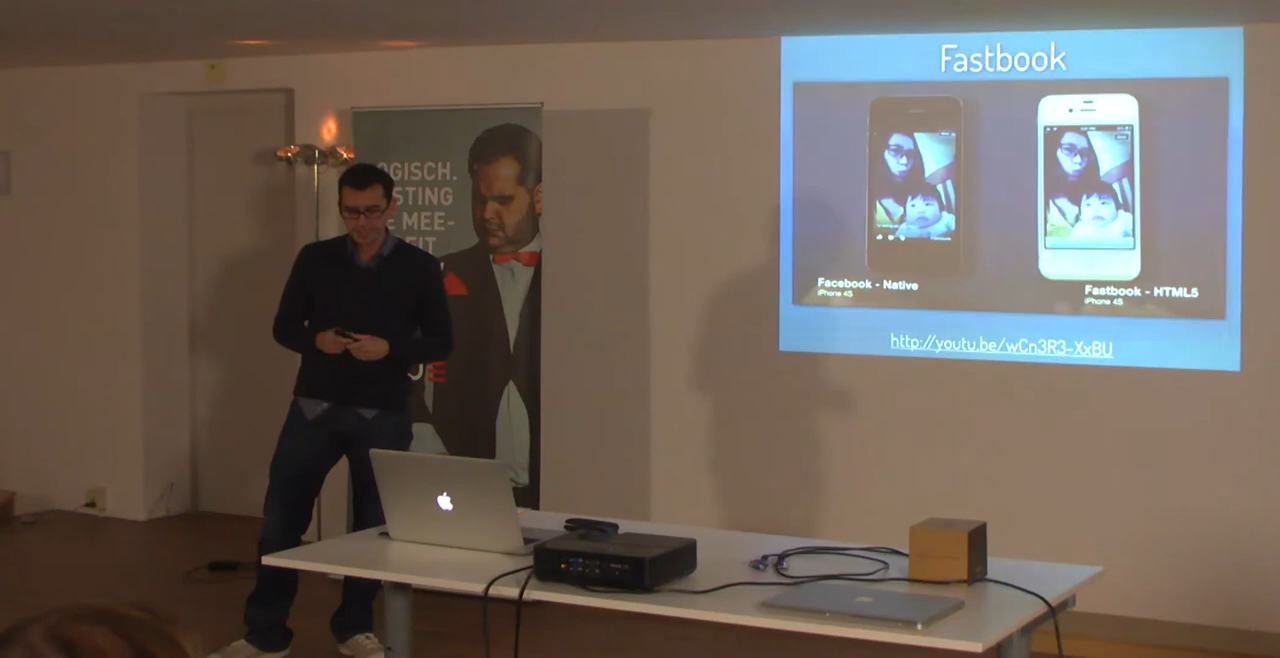 Fastbook
Facebook - Native
iPhone 4S
Fastbook - HTML5
iPhone 4S
http://youtu.be/wCn3R3-XxBU
OGISCH.
STING
E MEE-
EIT